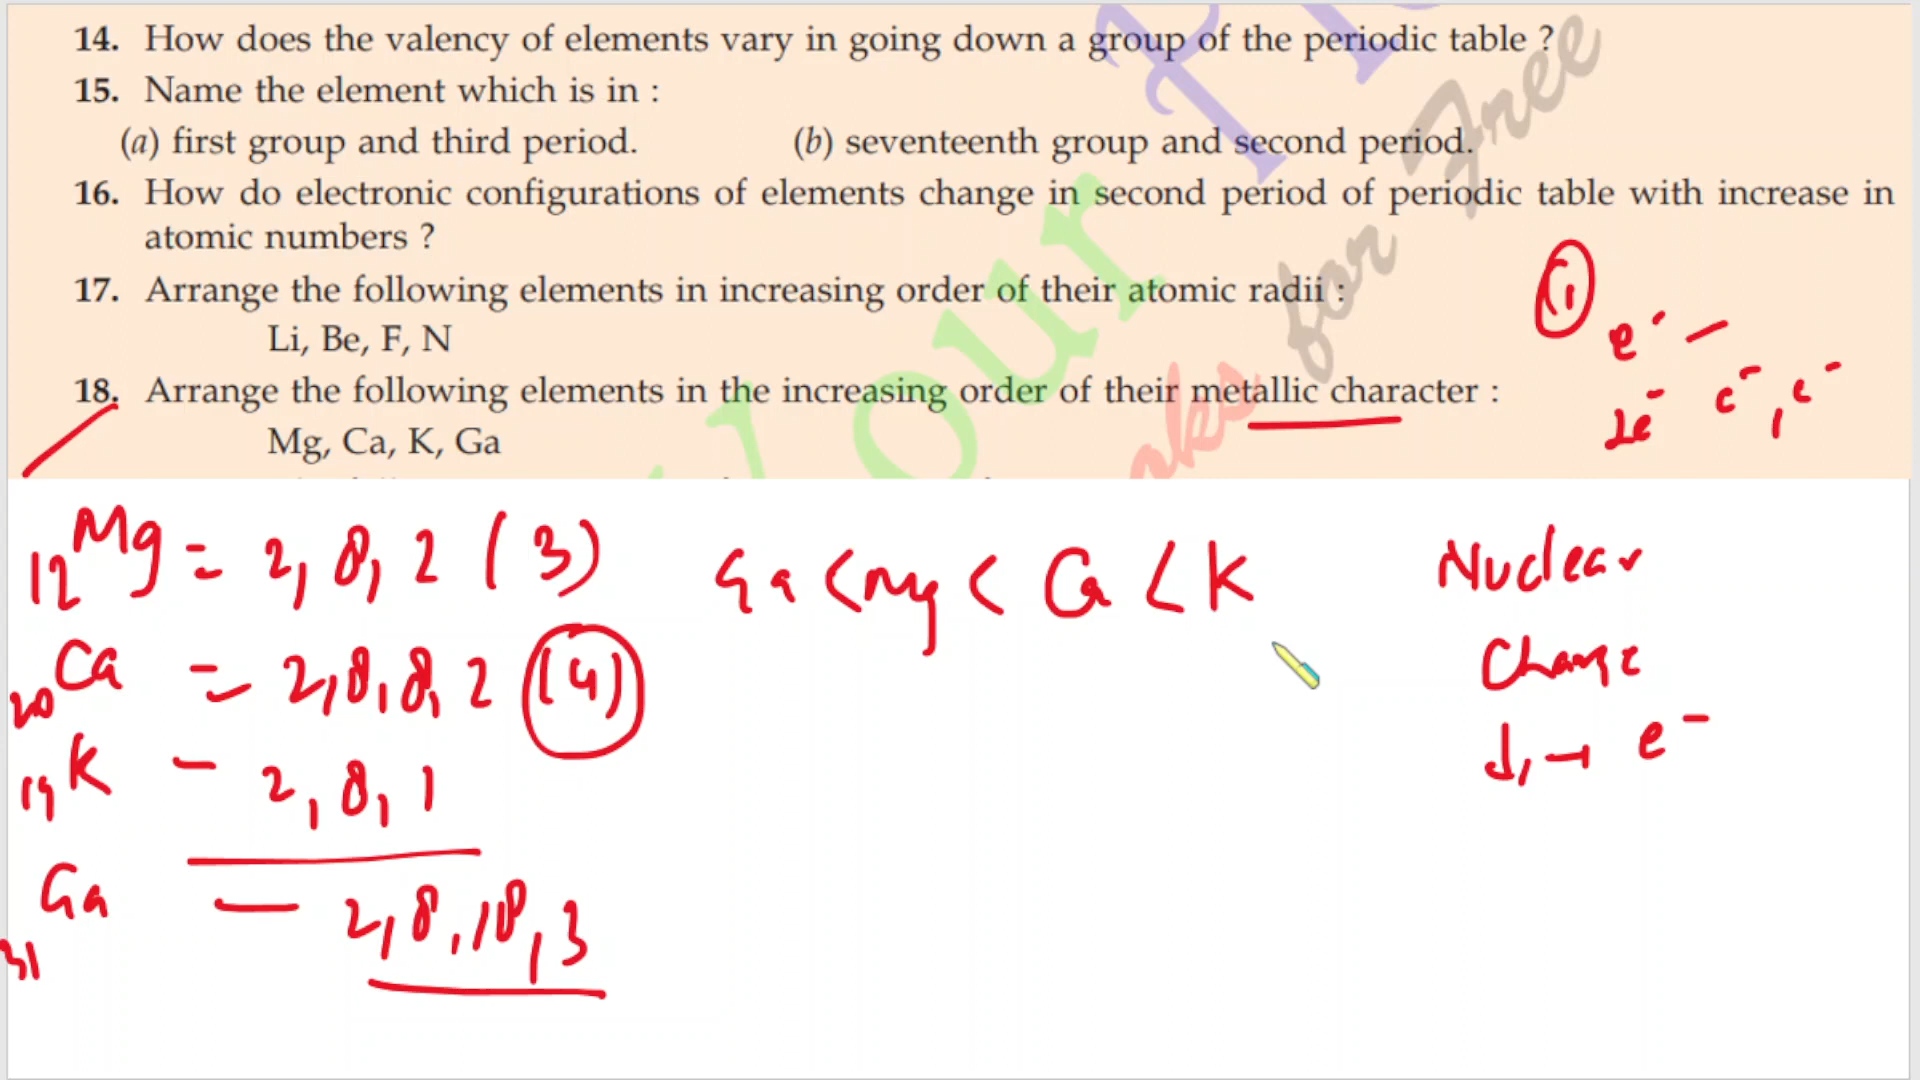 14. How does the valency of elements vary in going down a group of the periodic table ?
15. Name the element which is in :
(a) first group and third period. (b) seventeenth group and second period.
16. How do electronic configurations of elements change in second period of periodic table with increase in
atomic numbers ?
17. Arrange the following elements in increasing order of their atomic radii :
Li, Be, F, N
18. Arrange the following elements in the increasing order of their metallic character :
Mg, Ca, K, Ga
Your
for Free
e⁻ –
2e⁻ e⁻, e⁻
12Mg = 2, 8, 2 (3)
20Ca = 2,8,8,2 (4)
19K – 2, 8, 1
31Ga – 2,8,18,3
Ga < Mg < Ca < K
Nuclear
Charge
e⁻